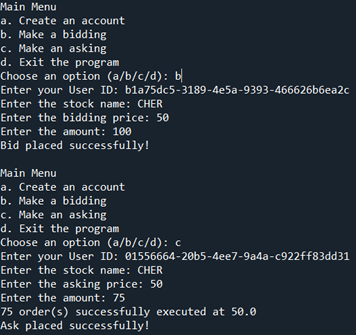 Main Menu
a. Create an account
b. Make a bidding
c. Make an asking
d. Exit the program
Choose an option (a/b/c/d): b
Enter your User ID: b1a75dc5-3189-4e5a-9393-466626b6ea2c
Enter the stock name: CHER
Enter the bidding price: 50
Enter the amount: 100
Bid placed successfully!
Main Menu
a. Create an account
b. Make a bidding
c. Make an asking
d. Exit the program
Choose an option (a/b/c/d): c
Enter your User ID: 01556664-20b5-4ee7-9a4a-c922ff83dd31
Enter the stock name: CHER
Enter the asking price: 50
Enter the amount: 75
75 order(s) successfully executed at 50.0
Ask placed successfully!